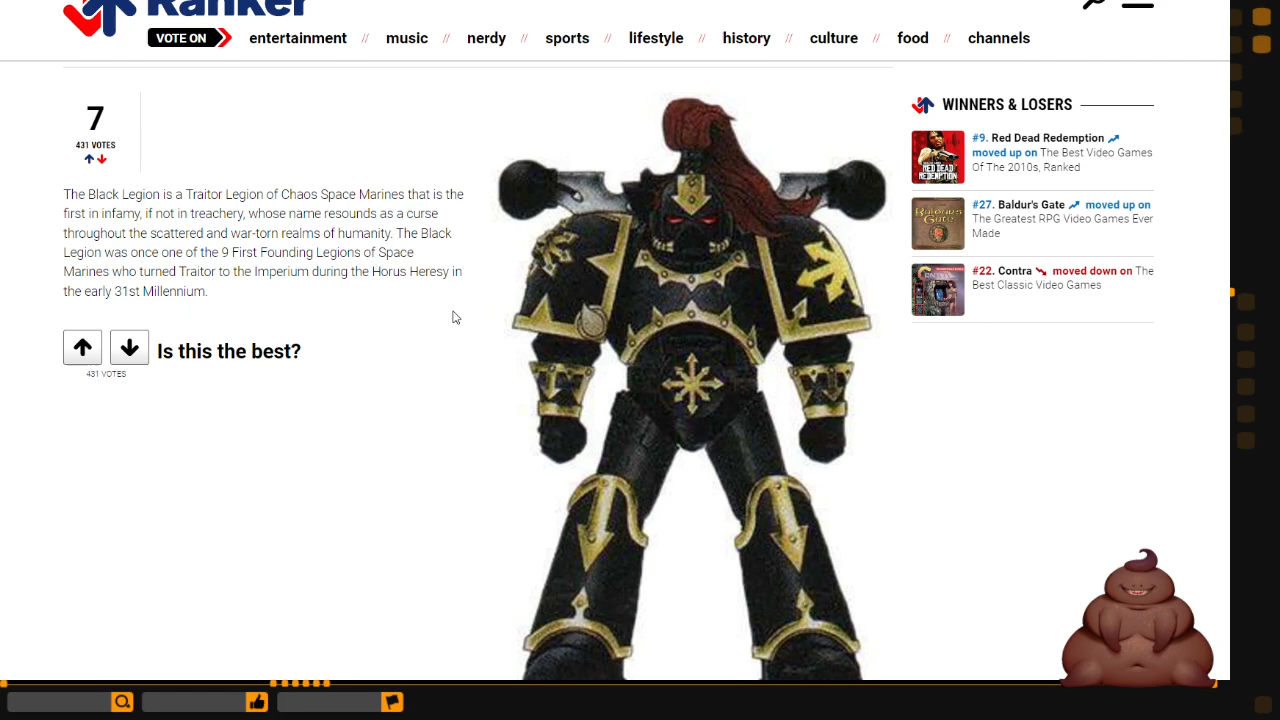 Ranker
VOTE ON
entertainment // music // nerdy // sports // lifestyle // history // culture // food // channels
7
431 VOTES
The Black Legion is a Traitor Legion of Chaos Space Marines that is the
first in infamy, if not in treachery, whose name resounds as a curse
throughout the scattered and war-torn realms of humanity. The Black
Legion was once one of the 9 First Founding Legions of Space
Marines who turned Traitor to the Imperium during the Horus Heresy in
the early 31st Millennium.
Is this the best?
431 VOTES
WINNERS & LOSERS
#9. Red Dead Redemption
moved up on The Best Video Games
Of The 2010s, Ranked
#27. Baldur's Gate moved up on
The Greatest RPG Video Games Ever
Made
#22. Contra moved down on The
Best Classic Video Games